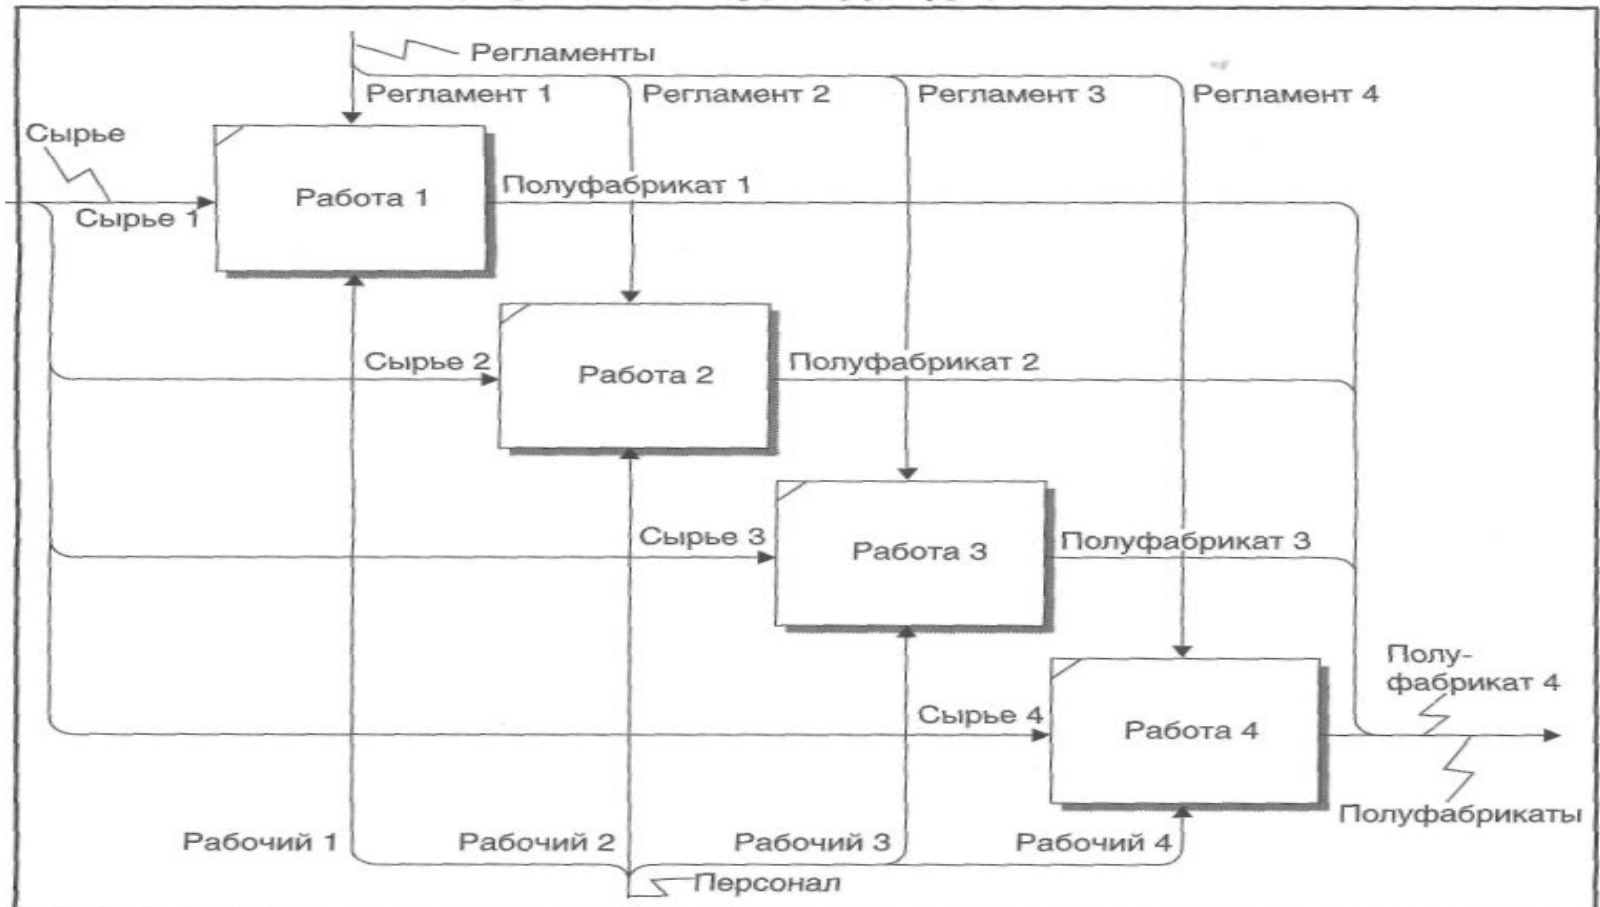 Регламенты
Регламент 1
Регламент 2
Регламент 3
Регламент 4
Сырье
Работа 1
Полуфабрикат 1
Сырье 1
Сырье 2
Работа 2
Полуфабрикат 2
Сырье 3
Работа 3
Полуфабрикат 3
Полу-
фабрикат 4
Сырье 4
Работа 4
Полуфабрикаты
Рабочий 1
Рабочий 2
Рабочий 3
Рабочий 4
Персонал